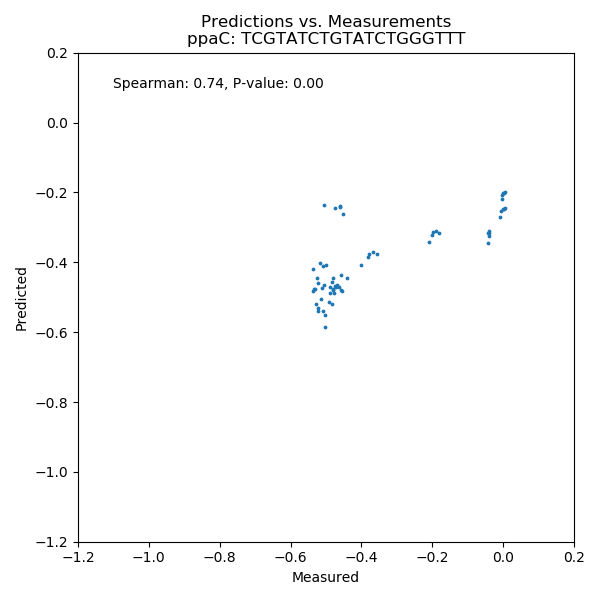 Predictions vs. Measurements
ppaC: TCGTATCTGTATCTGGGTTT
Spearman: 0.74, P-value: 0.00
0.2
0.0
−0.2
−0.4
−0.6
−0.8
−1.0
−1.2
Predicted
−1.2 −1.0 −0.8 −0.6 −0.4 −0.2 0.0 0.2
Measured